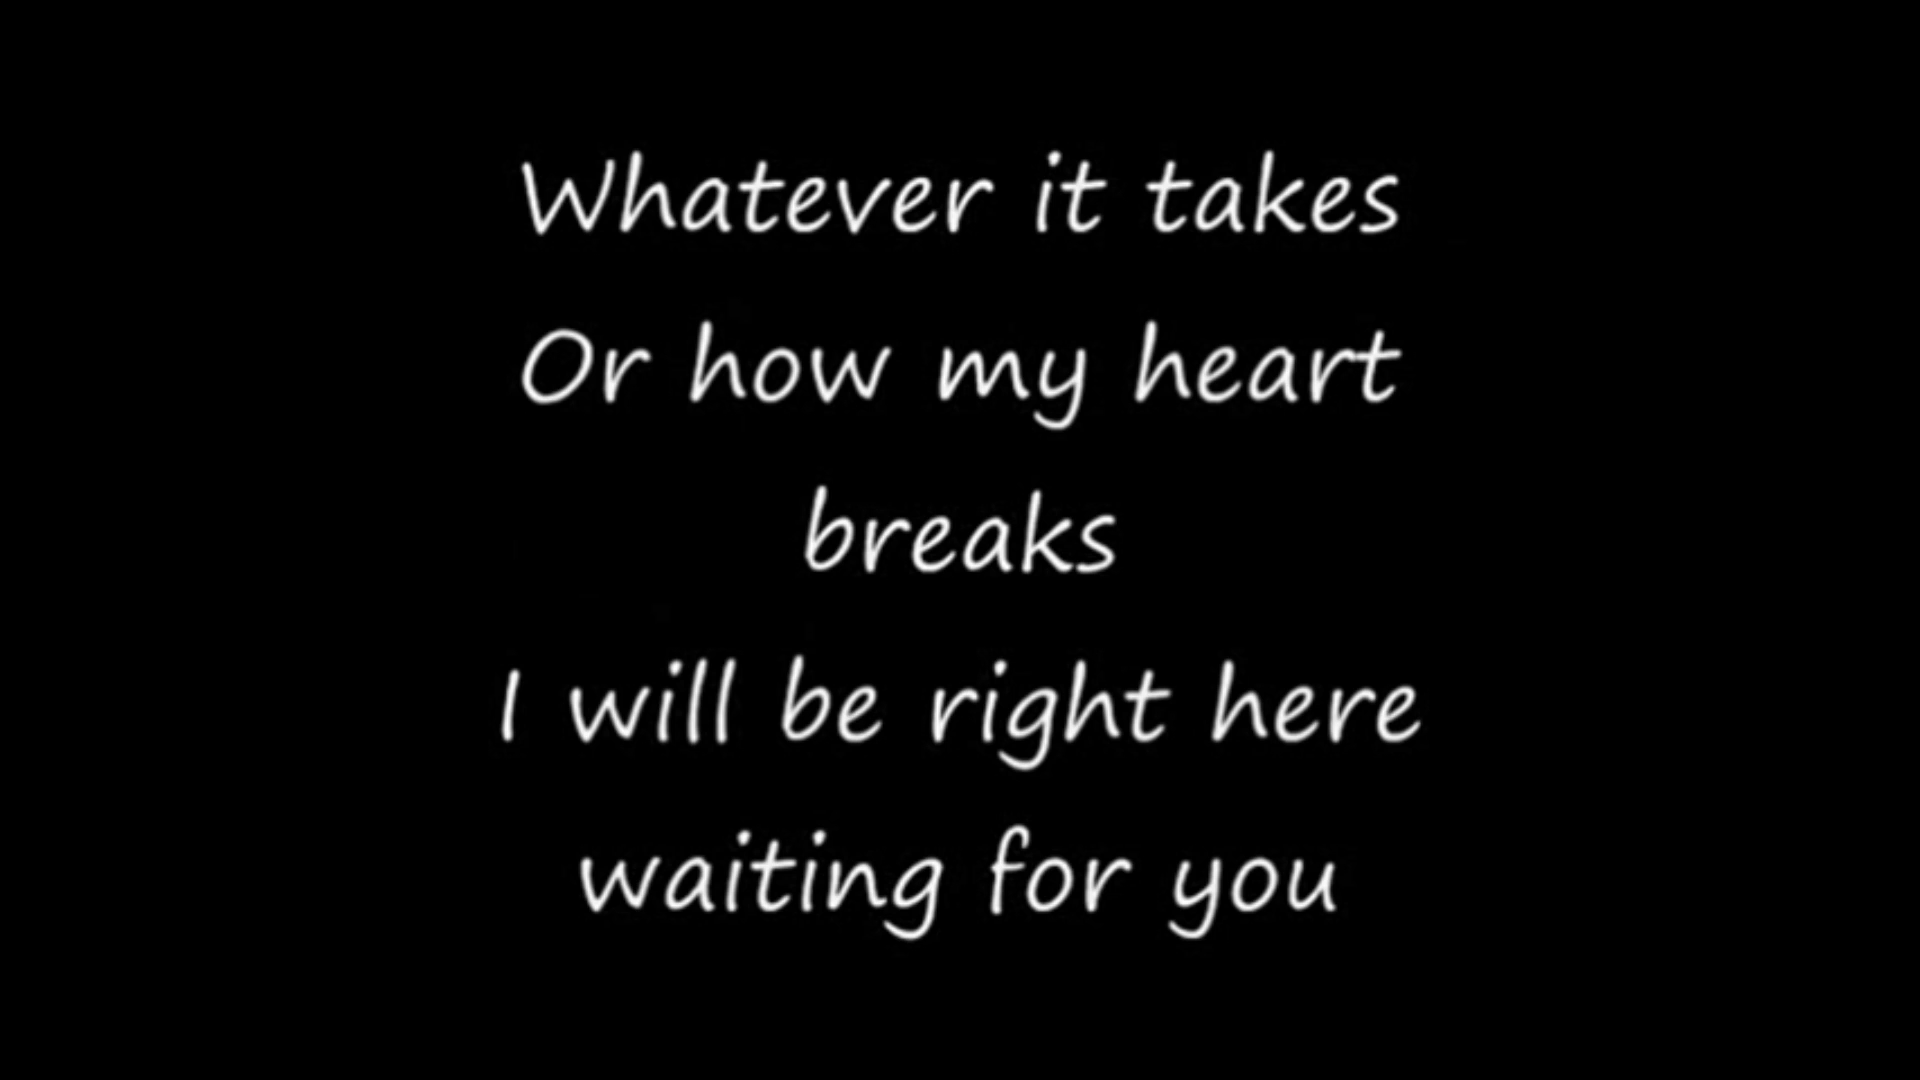 Whatever it takes
Or how my heart
breaks
I will be right here
waiting for you